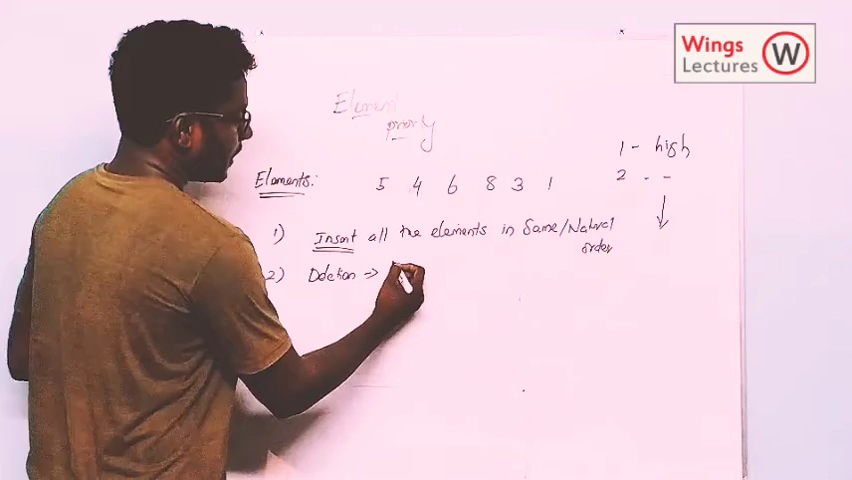 Wings
Lectures W
Element
priority
1 - high
2 - -
Elements: 5 4 6 8 3 1
1) Insert all the elements in Same/Natural
order
2) Deletion =>